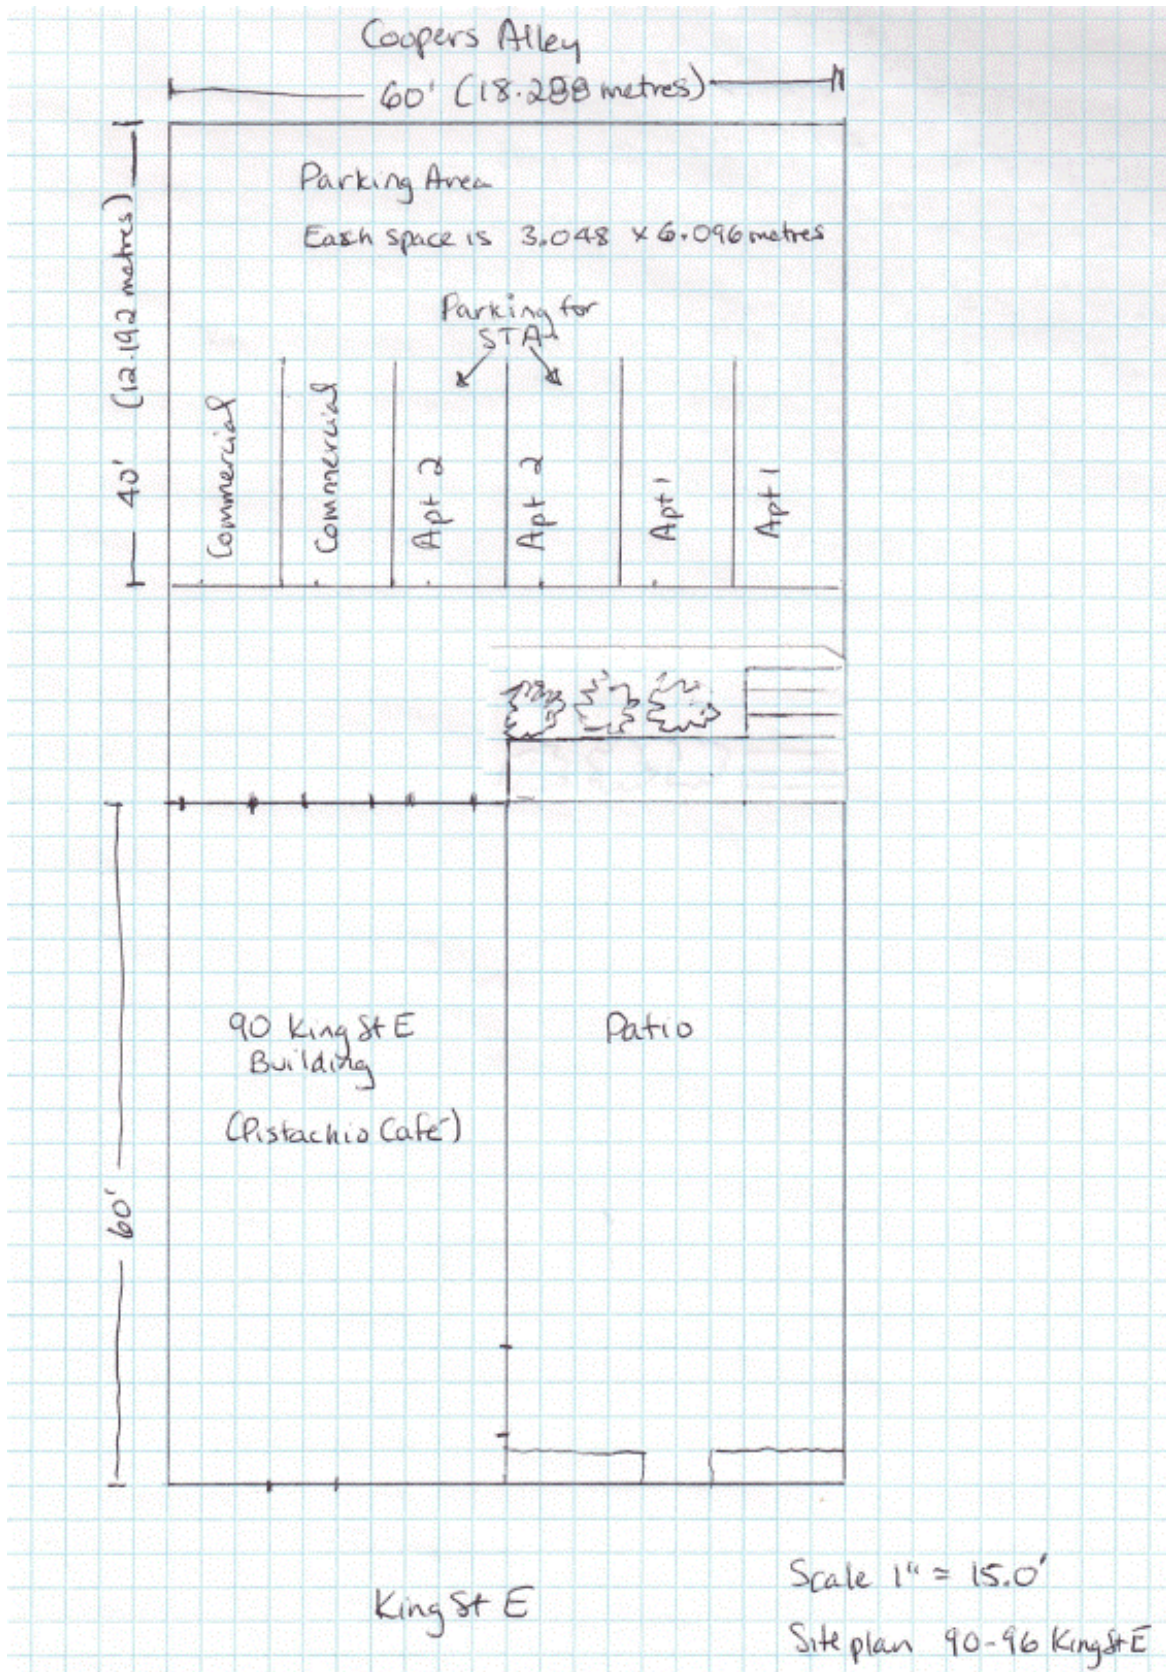 Coopers Alley
60' (18.288 metres)
Parking Area
Each space is 3.048 x 6.096 metres
40' (12.192 metres)
Parking for
STA
Commercial
Commercial
Apt 2
Apt 2
Apt 1
Apt 1
60'
90 King St E
Building
(Pistachio Café)
Patio
King St E
Scale 1" = 15.0'
Site plan 90-96 King St E